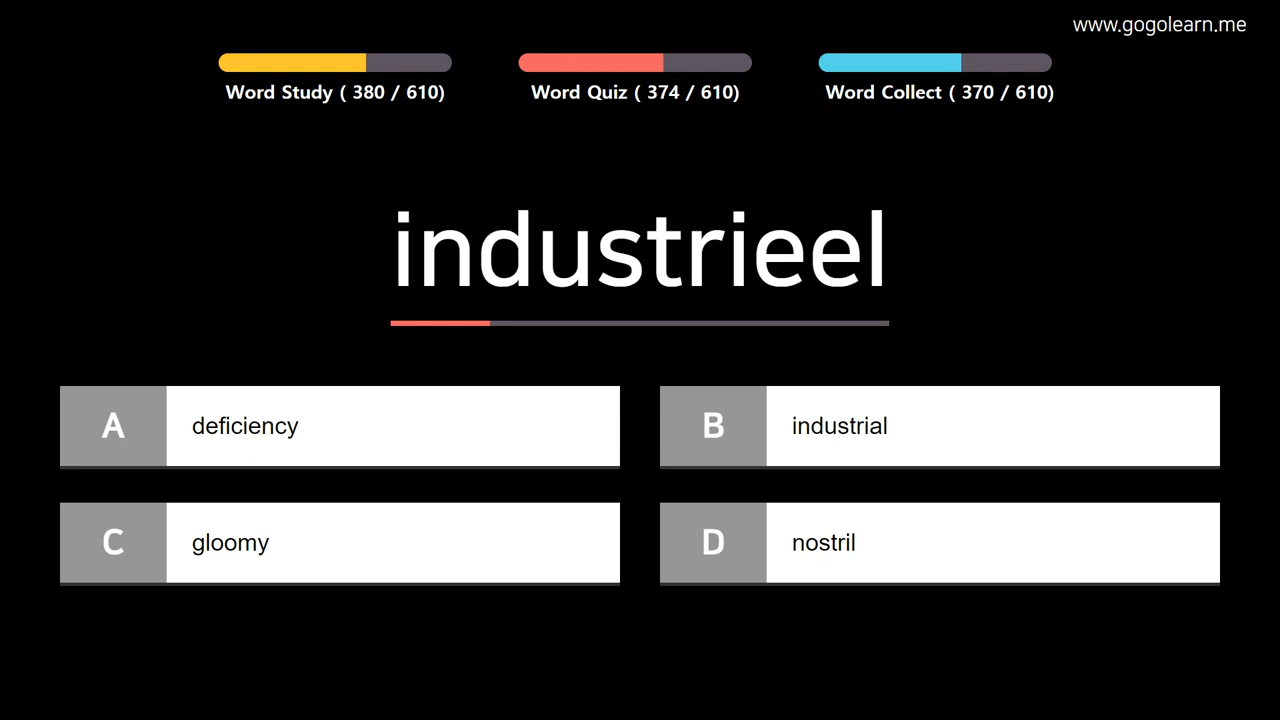 www.gogolearn.me
Word Study ( 380 / 610)
Word Quiz ( 374 / 610)
Word Collect ( 370 / 610)
industrieel
A deficiency
B industrial
C gloomy
D nostril